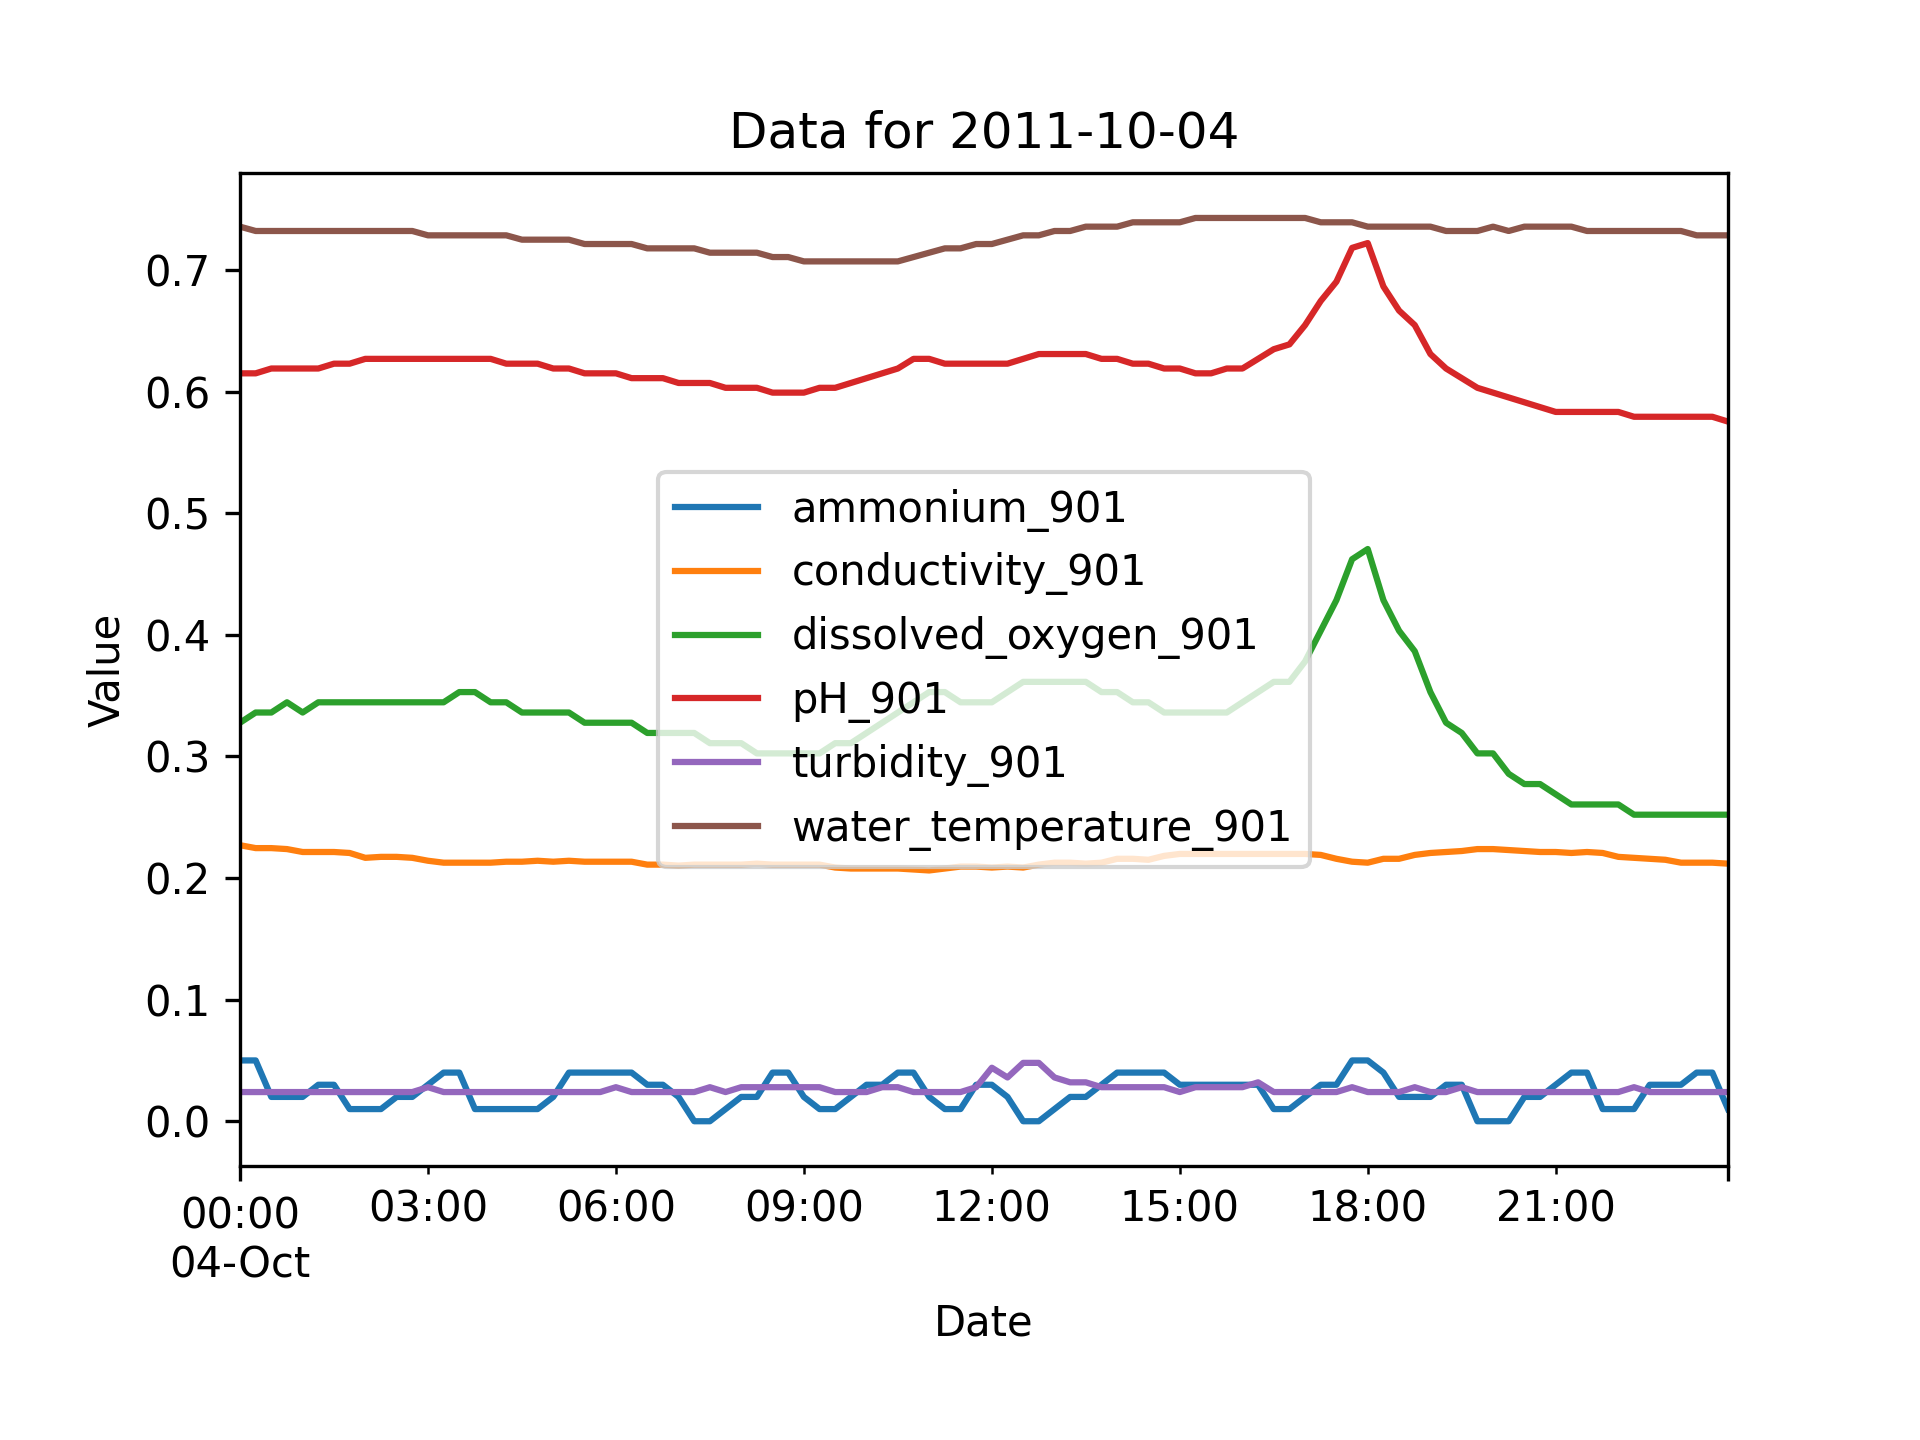 Data for 2011-10-04
Value
0.7
0.6
0.5
0.4
0.3
0.2
0.1
0.0
ammonium_901
conductivity_901
dissolved_oxygen_901
pH_901
turbidity_901
water_temperature_901
00:00 03:00 06:00 09:00 12:00 15:00 18:00 21:00
04-Oct
Date